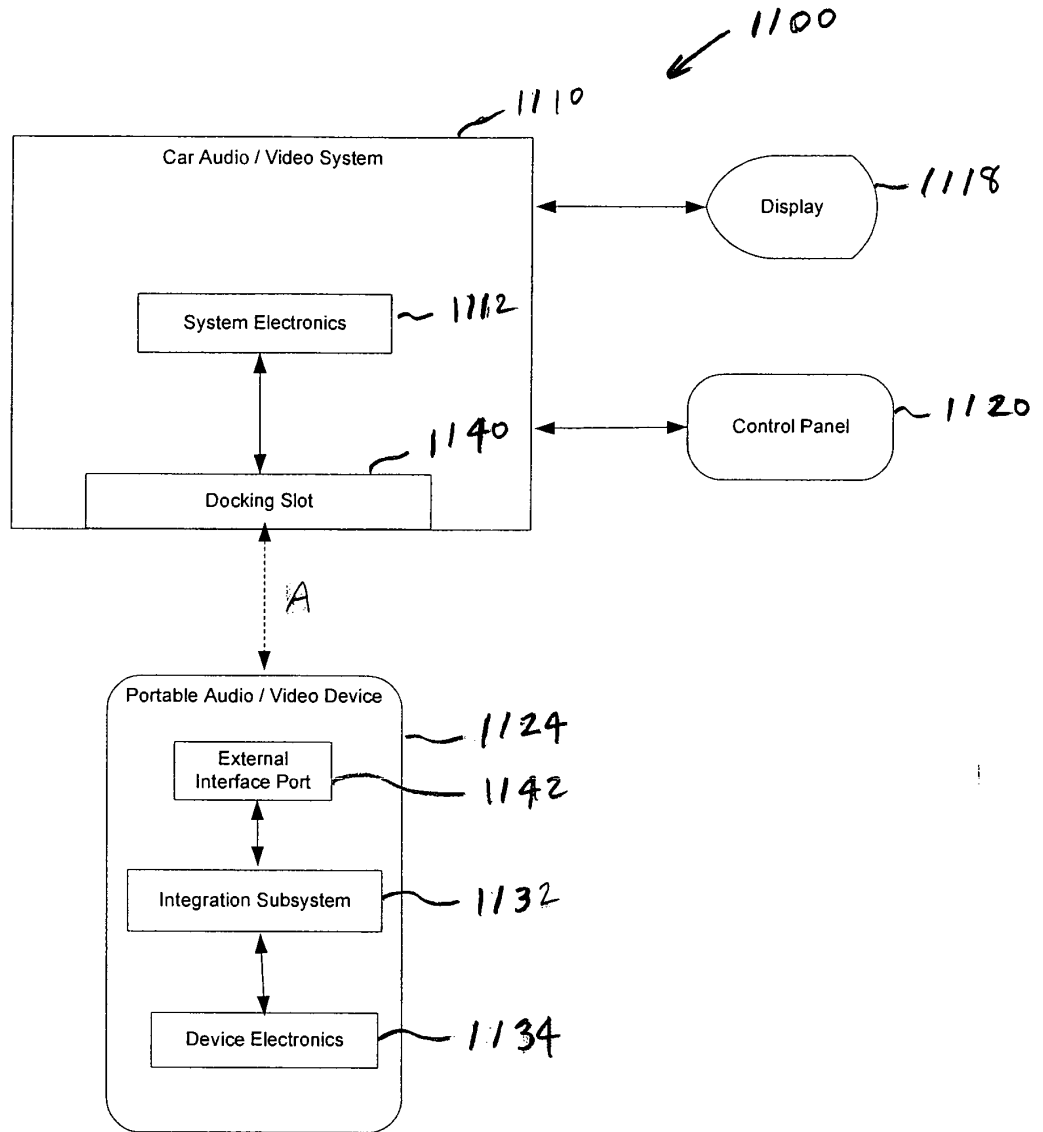 1100
1110
Car Audio / Video System
Display
1118
System Electronics
1112
1140
Control Panel
1120
Docking Slot
A
Portable Audio / Video Device
1124
External
Interface Port
1142
Integration Subsystem
1132
Device Electronics
1134